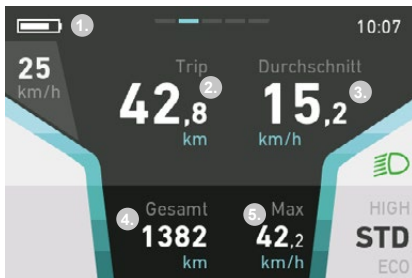 1.
10:07
25
km/h
Trip
2.
42,8
km
Durchschnitt
3.
15,2
km/h
4.
Gesamt
1382
km
5.
Max
42,2
km/h
HIGH
STD
ECO